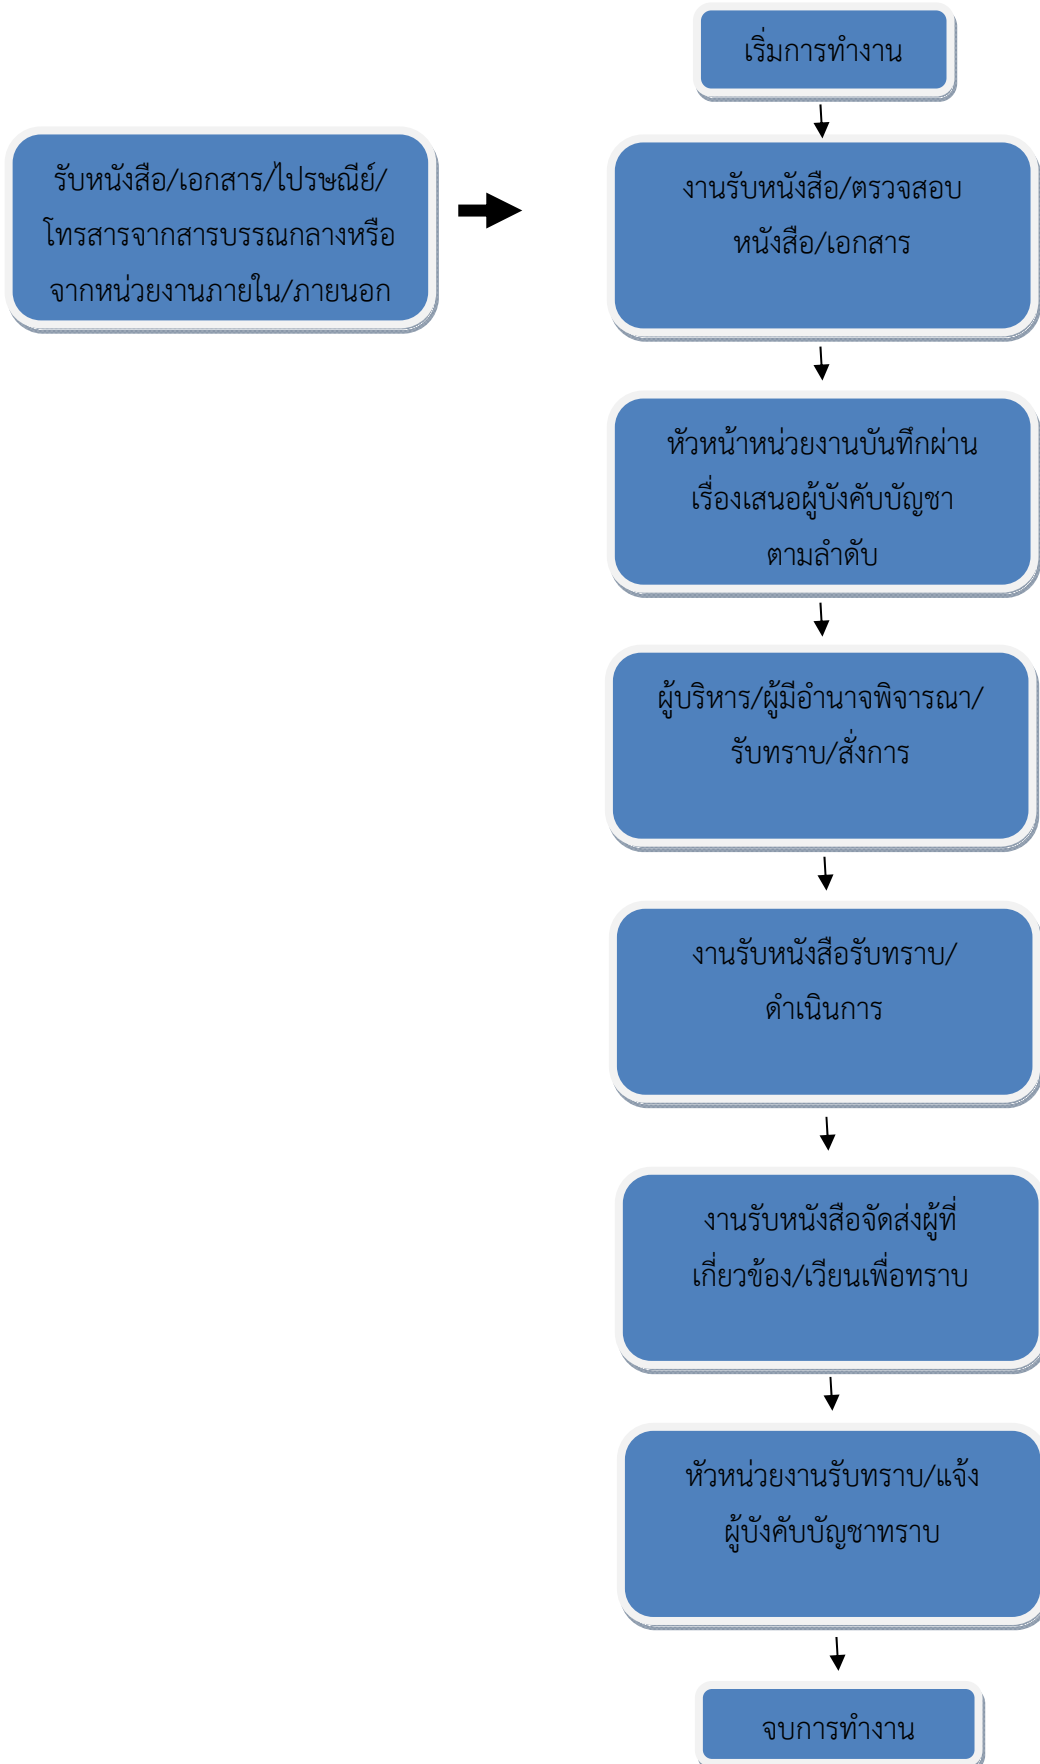 เริ่มการทำงาน
รับหนังสือ/เอกสาร/ไปรษณีย์/
โทรสารจากสารบรรณกลางหรือ
จากหน่วยงานภายใน/ภายนอก
งานรับหนังสือ/ตรวจสอบ
หนังสือ/เอกสาร
หัวหน้าหน่วยงานบันทึกผ่าน
เรื่องเสนอผู้บังคับบัญชา
ตามลำดับ
ผู้บริหาร/ผู้มีอำนาจพิจารณา/
รับทราบ/สั่งการ
งานรับหนังสือรับทราบ/
ดำเนินการ
งานรับหนังสือจัดส่งผู้ที่
เกี่ยวข้อง/เวียนเพื่อทราบ
หัวหน่วยงานรับทราบ/แจ้ง
ผู้บังคับบัญชาทราบ
จบการทำงาน